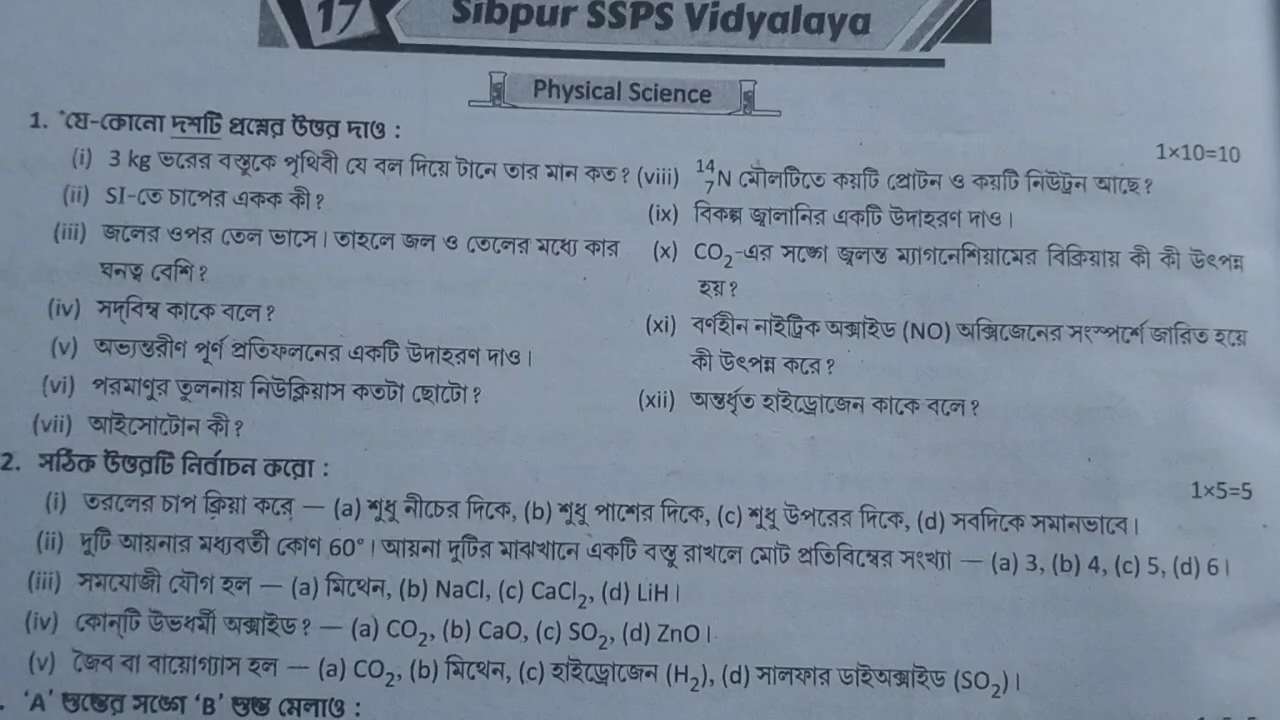 17 Sibpur SSPS Vidyalaya
Physical Science
1. যে-কোনো দশটি প্রশ্নের উত্তর দাও :
1×10=10
(i) 3 kg ভরের বস্তুকে পৃথিবী যে বল দিয়ে টানে তার মান কত?
(ii) SI-তে চাপের একক কী?
(iii) জলের ওপর তেল ভাসে। তাহলে জল ও তেলের মধ্যে কার
ঘনত্ব বেশি?
(iv) সদ্‌বিম্ব কাকে বলে?
(v) অভ্যন্তরীণ পূর্ণ প্রতিফলনের একটি উদাহরণ দাও।
(vi) পরমাণুর তুলনায় নিউক্লিয়াস কতটা ছোটো?
(vii) আইসোটোন কী?
(viii) ¹⁴₇N মৌলটিতে কয়টি প্রোটন ও কয়টি নিউট্রন আছে?
(ix) বিকল্প জ্বালানির একটি উদাহরণ দাও।
(x) CO₂-এর সঙ্গে জ্বলন্ত ম্যাগনেশিয়ামের বিক্রিয়ায় কী কী উৎপন্ন
হয়?
(xi) বর্ণহীন নাইট্রিক অক্সাইড (NO) অক্সিজেনের সংস্পর্শে জারিত হয়ে
কী উৎপন্ন করে?
(xii) অন্তর্ধৃত হাইড্রোজেন কাকে বলে?
2. সঠিক উত্তরটি নির্বাচন করো :
1×5=5
(i) তরলের চাপ ক্রিয়া করে — (a) শুধু নীচের দিকে, (b) শুধু পাশের দিকে, (c) শুধু উপরের দিকে, (d) সবদিকে সমানভাবে।
(ii) দুটি আয়নার মধ্যবর্তী কোণ 60°। আয়না দুটির মাঝখানে একটি বস্তু রাখলে মোট প্রতিবিম্বের সংখ্যা — (a) 3, (b) 4, (c) 5, (d) 6।
(iii) সমযোজী যৌগ হল — (a) মিথেন, (b) NaCl, (c) CaCl₂, (d) LiH।
(iv) কোন্‌টি উভধর্মী অক্সাইড? — (a) CO₂, (b) CaO, (c) SO₂, (d) ZnO।
(v) জৈব বা বায়োগ্যাস হল — (a) CO₂, (b) মিথেন, (c) হাইড্রোজেন (H₂), (d) সালফার ডাইঅক্সাইড (SO₂)।
'A' স্তম্ভের সঙ্গে 'B' স্তম্ভ মেলাও :